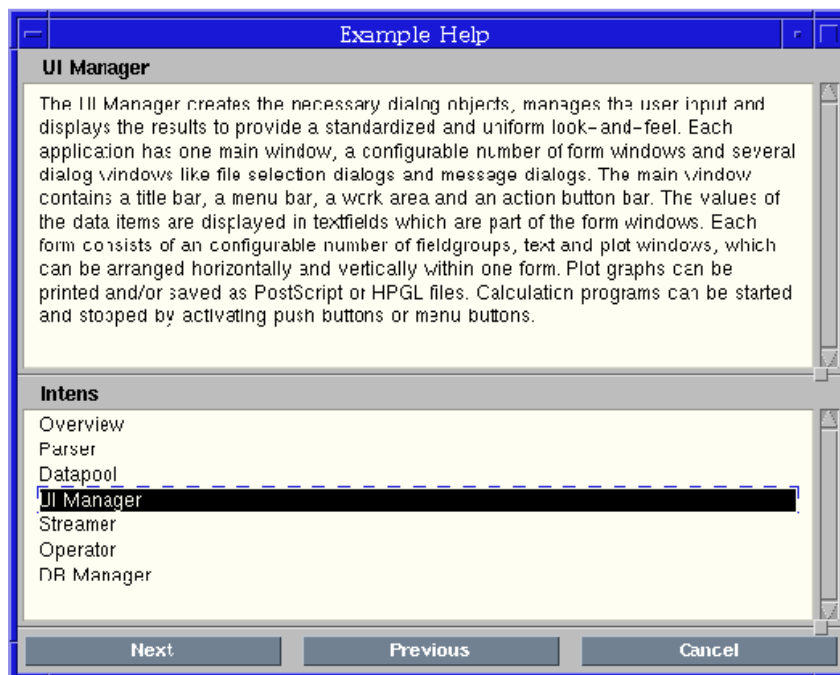 Example Help
UI Manager
The UI Manager creates the necessary dialog objects, manages the user input and
displays the results to provide a standardized and uniform look-and-feel. Each
application has one main window, a configurable number of form windows and several
dialog windows like file selection dialogs and message dialogs. The main window
contains a title bar, a menu bar, a work area and an action button bar. The values of
the data items are displayed in textfields which are part of the form windows. Each
form consists of an configurable number of fieldgroups, text and plot windows, which
can be arranged horizontally and vertically within one form. Plot graphs can be
printed and/or saved as PostScript or HPGL files. Calculation programs can be started
and stopped by activating push buttons or menu buttons.
Intens
Overview
Parser
Datapool
UI Manager
Streamer
Operator
DB Manager
Next Previous Cancel